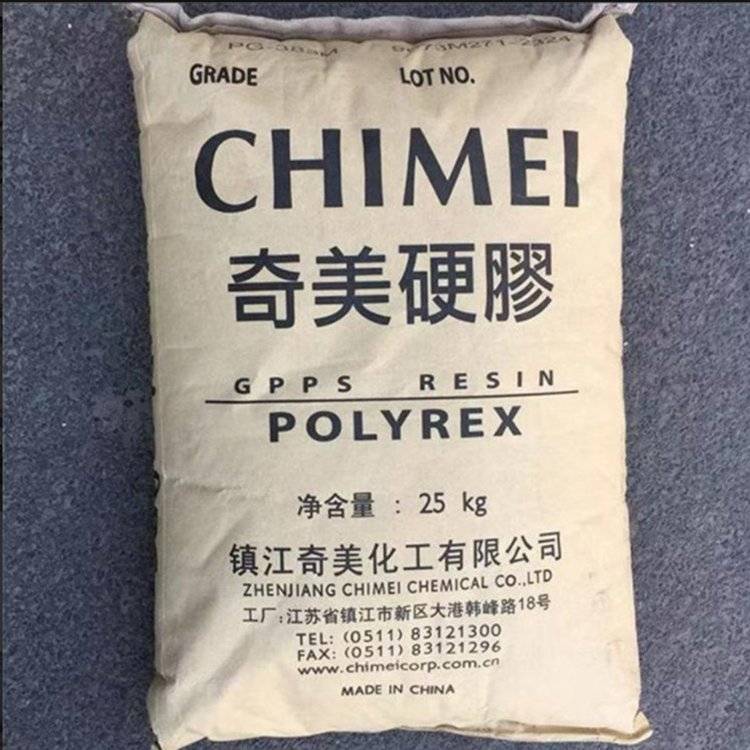 PG-383M
GRADE LOT NO.
CHIMEI
奇美硬膠
GPPS RESIN
POLYREX
净含量 : 25 kg
镇江奇美化工有限公司
ZHENJIANG CHIMEI CHEMICAL CO.,LTD
工厂:江苏省镇江市新区大港韩峰路18号
TEL: (0511) 83121300
FAX: (0511) 83121296
www.chimeicorp.com.cn
MADE IN CHINA